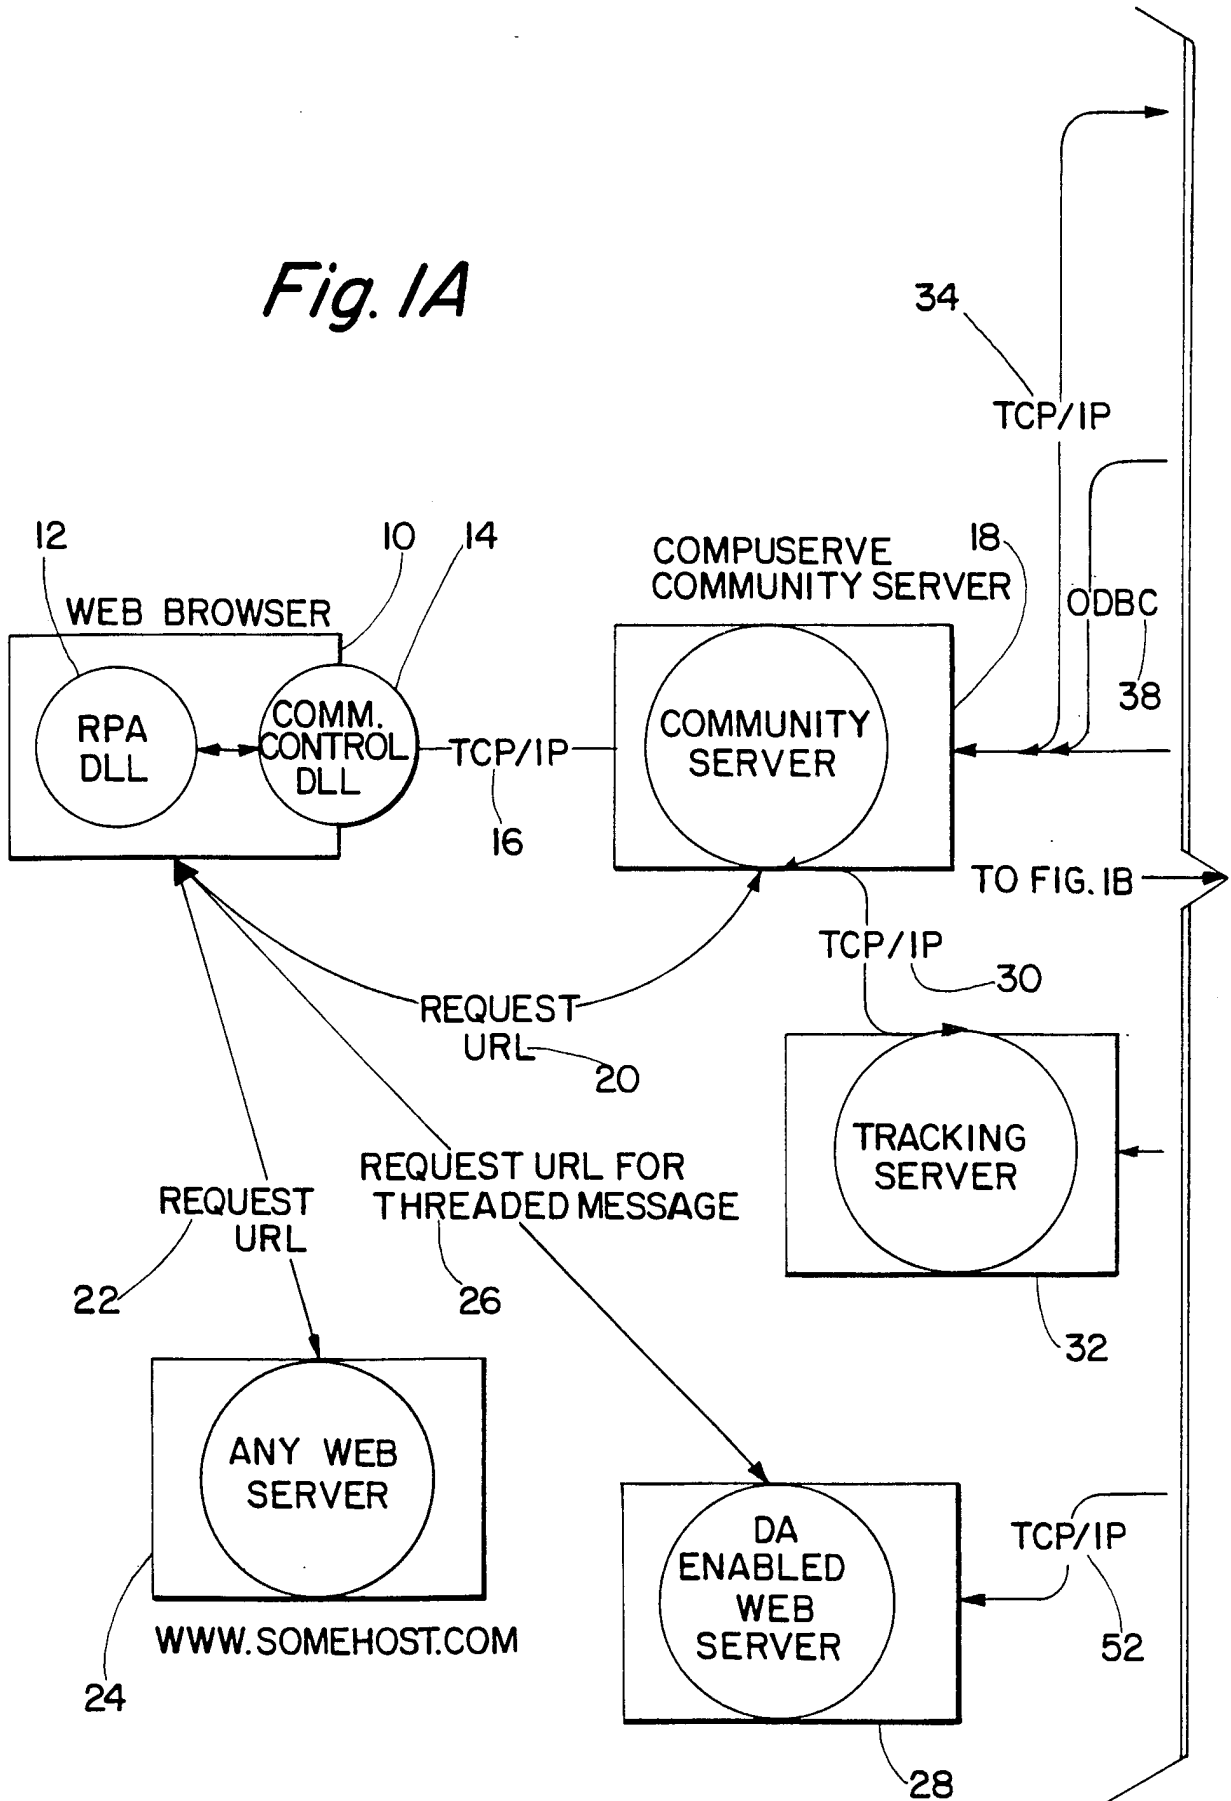 Fig. 1A
34
TCP/IP
12
10
14
COMPUSERVE
COMMUNITY SERVER
18
WEB BROWSER
ODBC
38
RPA
DLL
COMM.
CONTROL
DLL
TCP/IP
16
COMMUNITY
SERVER
TO FIG. 1B
TCP/IP
30
REQUEST
URL
20
TRACKING
SERVER
32
REQUEST URL FOR
THREADED MESSAGE
26
REQUEST
URL
22
ANY WEB
SERVER
WWW.SOMEHOST.COM
24
DA
ENABLED
WEB
SERVER
28
TCP/IP
52